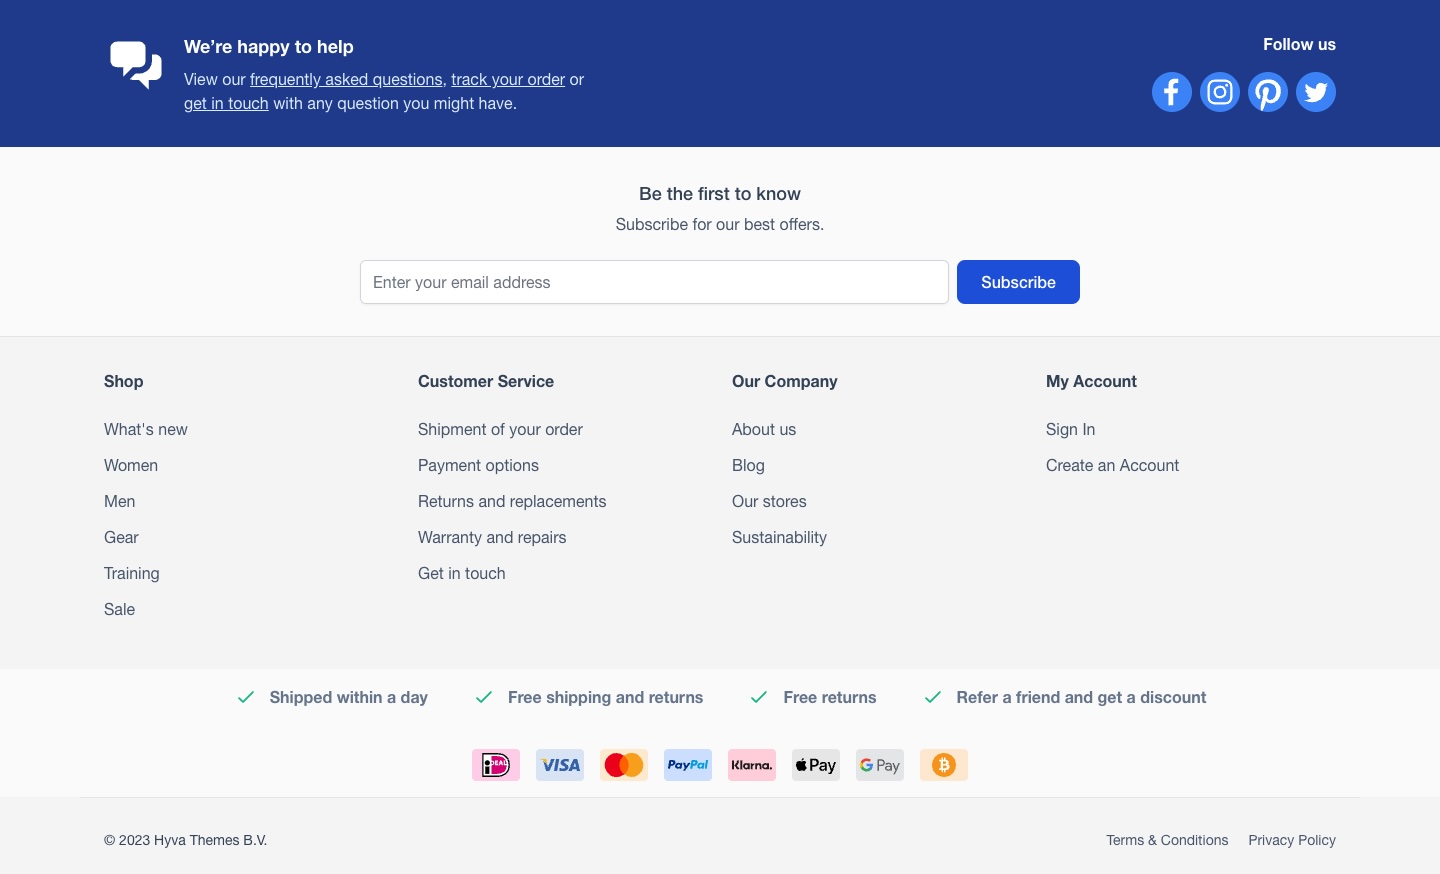 We're happy to help
View our frequently asked questions, track your order or
get in touch with any question you might have.
Follow us
Be the first to know
Subscribe for our best offers.
Enter your email address
Subscribe
Shop
What's new
Women
Men
Gear
Training
Sale
Customer Service
Shipment of your order
Payment options
Returns and replacements
Warranty and repairs
Get in touch
Our Company
About us
Blog
Our stores
Sustainability
My Account
Sign In
Create an Account
Shipped within a day
Free shipping and returns
Free returns
Refer a friend and get a discount
iDEAL
VISA
PayPal
Klarna.
Pay
G Pay
© 2023 Hyva Themes B.V.
Terms & Conditions
Privacy Policy